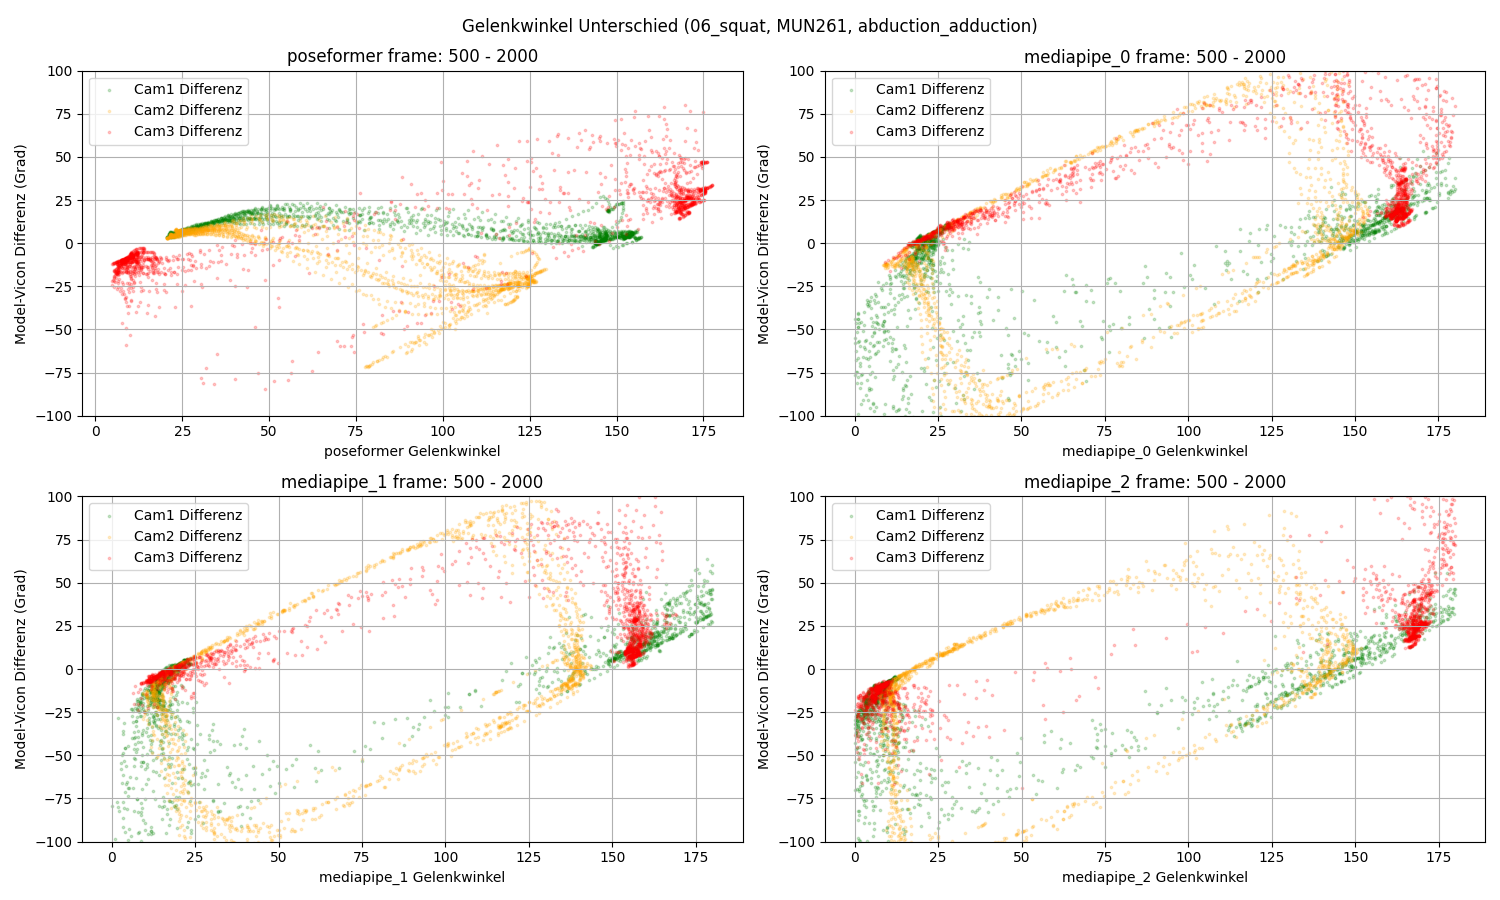 Gelenkwinkel Unterschied (06_squat, MUN261, abduction_adduction)
poseformer frame: 500 - 2000
Cam1 Differenz
Cam2 Differenz
Cam3 Differenz
Model-Vicon Differenz (Grad)
100
75
50
25
0
−25
−50
−75
−100
0 25 50 75 100 125 150 175
poseformer Gelenkwinkel
mediapipe_0 frame: 500 - 2000
Cam1 Differenz
Cam2 Differenz
Cam3 Differenz
Model-Vicon Differenz (Grad)
100
75
50
25
0
−25
−50
−75
−100
0 25 50 75 100 125 150 175
mediapipe_0 Gelenkwinkel
mediapipe_1 frame: 500 - 2000
Cam1 Differenz
Cam2 Differenz
Cam3 Differenz
Model-Vicon Differenz (Grad)
100
75
50
25
0
−25
−50
−75
−100
0 25 50 75 100 125 150 175
mediapipe_1 Gelenkwinkel
mediapipe_2 frame: 500 - 2000
Cam1 Differenz
Cam2 Differenz
Cam3 Differenz
Model-Vicon Differenz (Grad)
100
75
50
25
0
−25
−50
−75
−100
0 25 50 75 100 125 150 175
mediapipe_2 Gelenkwinkel